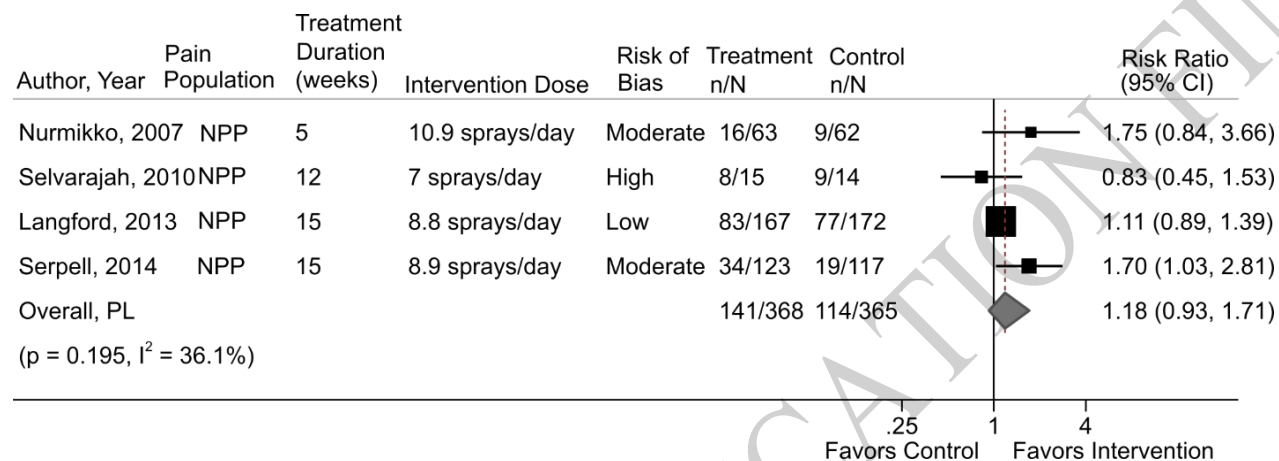 Author, Year Pain Population Treatment Duration (weeks) Intervention Dose Risk of Bias Treatment n/N Control n/N Risk Ratio (95% CI)
Nurmikko, 2007 NPP 5 10.9 sprays/day Moderate 16/63 9/62 1.75 (0.84, 3.66)
Selvarajah, 2010 NPP 12 7 sprays/day High 8/15 9/14 0.83 (0.45, 1.53)
Langford, 2013 NPP 15 8.8 sprays/day Low 83/167 77/172 1.11 (0.89, 1.39)
Serpell, 2014 NPP 15 8.9 sprays/day Moderate 34/123 19/117 1.70 (1.03, 2.81)
Overall, PL 141/368 114/365 1.18 (0.93, 1.71)
(p = 0.195, I² = 36.1%)
.25 1 4
Favors Control Favors Intervention